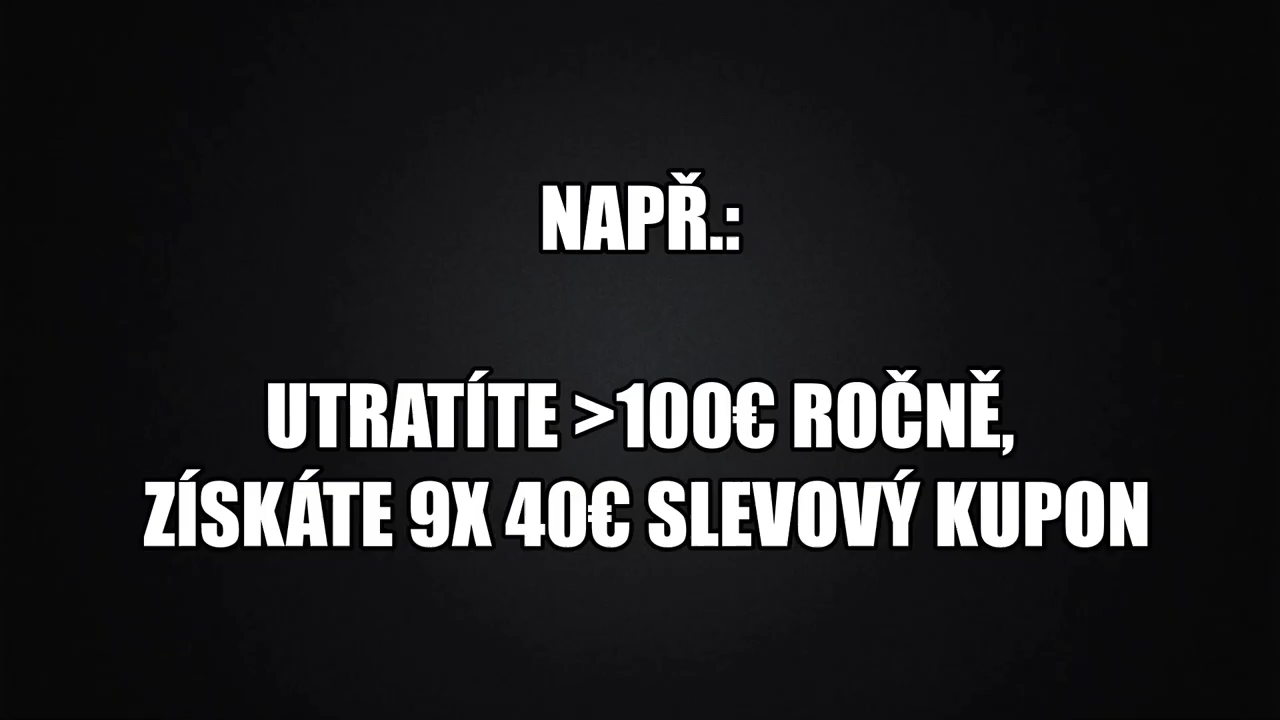 NAPŘ.:
UTRATÍTE >100€ ROČNĚ,
ZÍSKÁTE 9X 40€ SLEVOVÝ KUPON